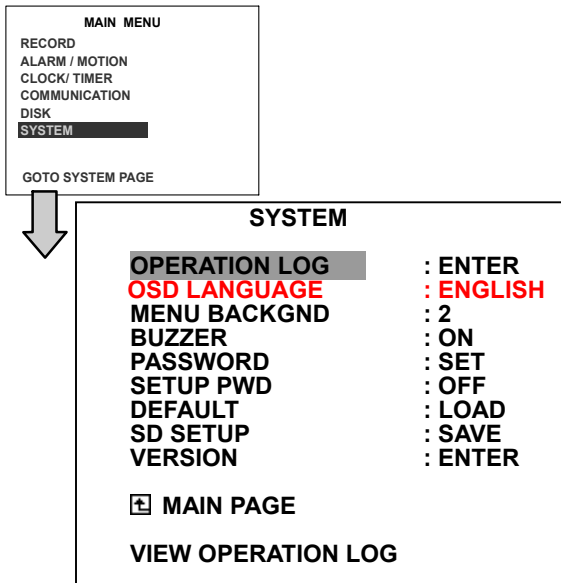 MAIN MENU
RECORD
ALARM / MOTION
CLOCK/ TIMER
COMMUNICATION
DISK
SYSTEM
GOTO SYSTEM PAGE
SYSTEM
OPERATION LOG : ENTER
OSD LANGUAGE : ENGLISH
MENU BACKGND : 2
BUZZER : ON
PASSWORD : SET
SETUP PWD : OFF
DEFAULT : LOAD
SD SETUP : SAVE
VERSION : ENTER
MAIN PAGE
VIEW OPERATION LOG